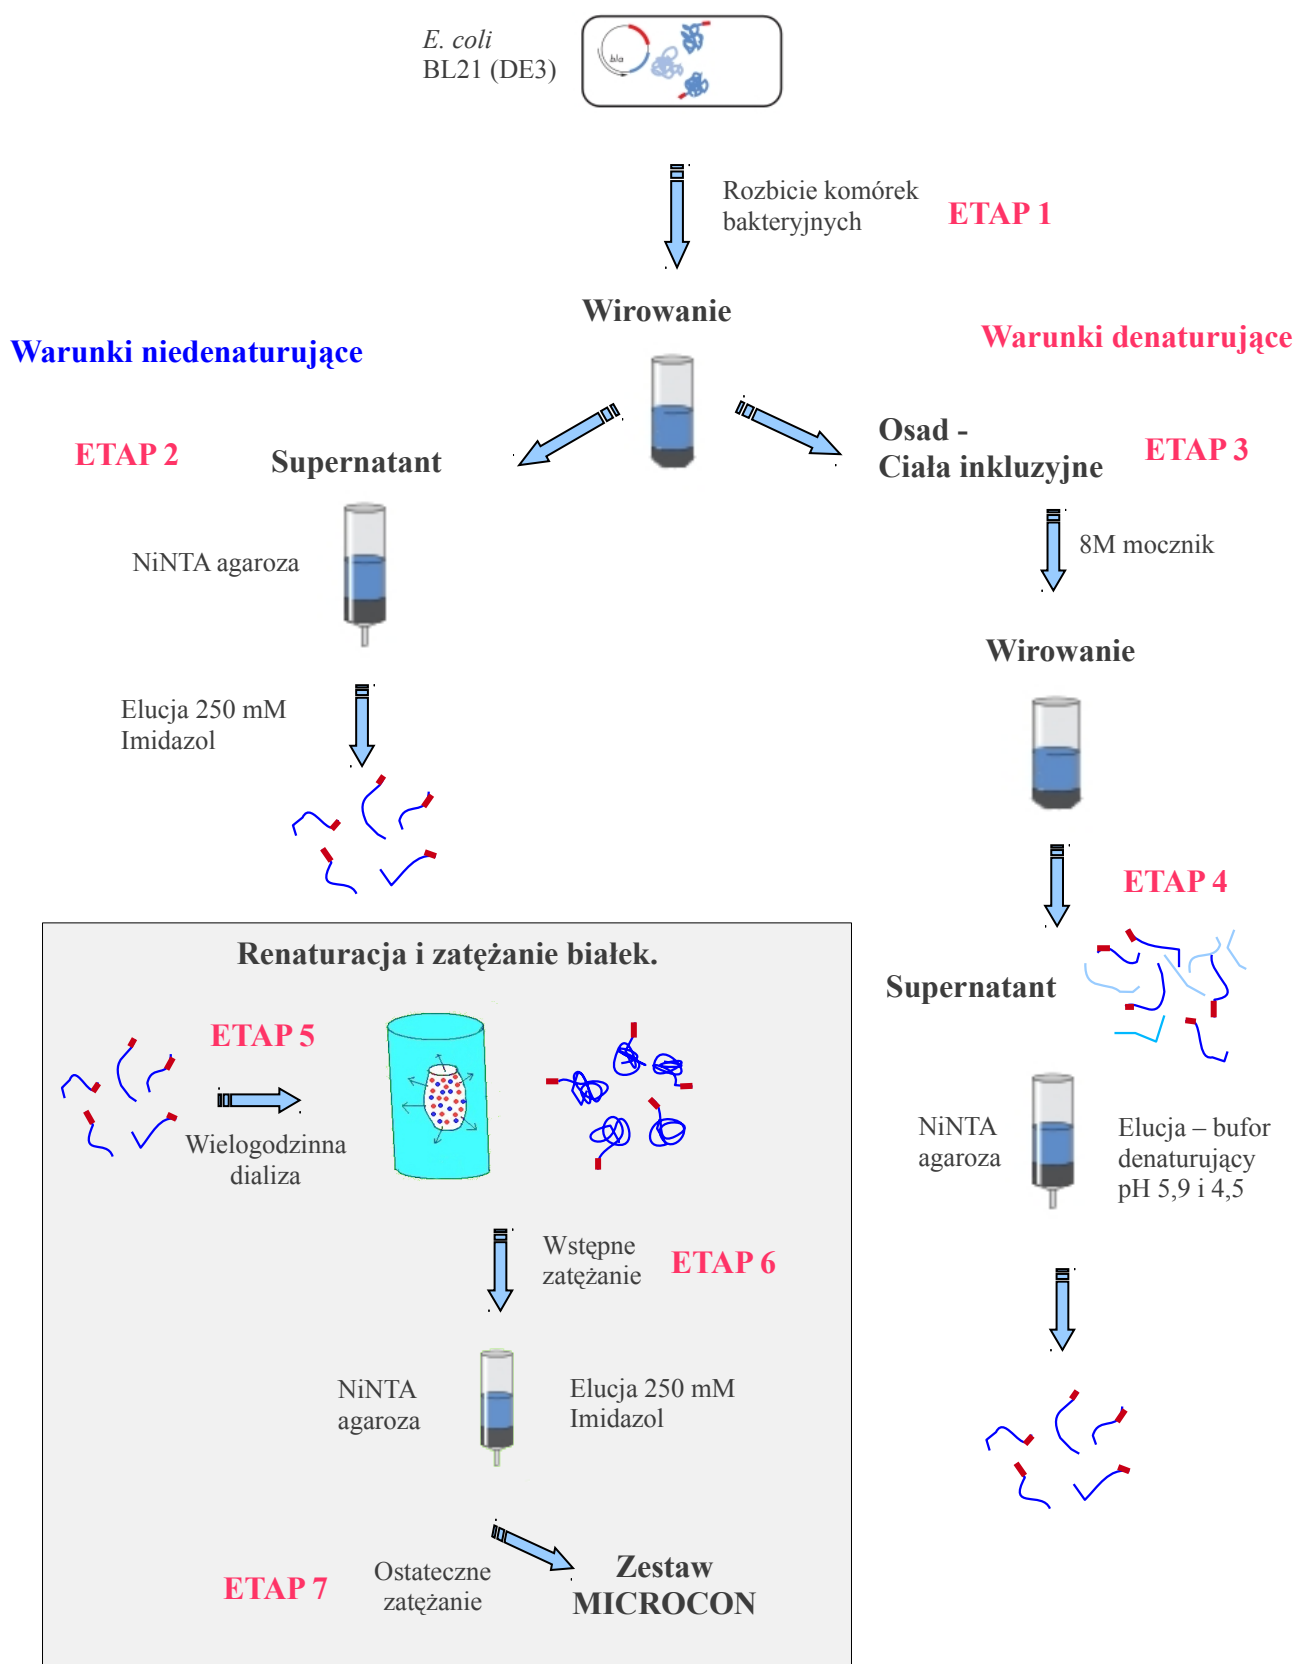 E. coli
BL21 (DE3)
bla
Rozbicie komórek
bakteryjnych
ETAP 1
Wirowanie
Warunki niedenaturujące
Warunki denaturujące
ETAP 2
Supernatant
Osad -
Ciała inkluzyjne
ETAP 3
NiNTA agaroza
8M mocznik
Wirowanie
Elucja 250 mM
Imidazol
ETAP 4
Renaturacja i zatężanie białek.
Supernatant
ETAP 5
Wielogodzinna
dializa
NiNTA
agaroza
Elucja – bufor
denaturujący
pH 5,9 i 4,5
Wstępne
zatężanie
ETAP 6
NiNTA
agaroza
Elucja 250 mM
Imidazol
ETAP 7
Ostateczne
zatężanie
Zestaw
MICROCON